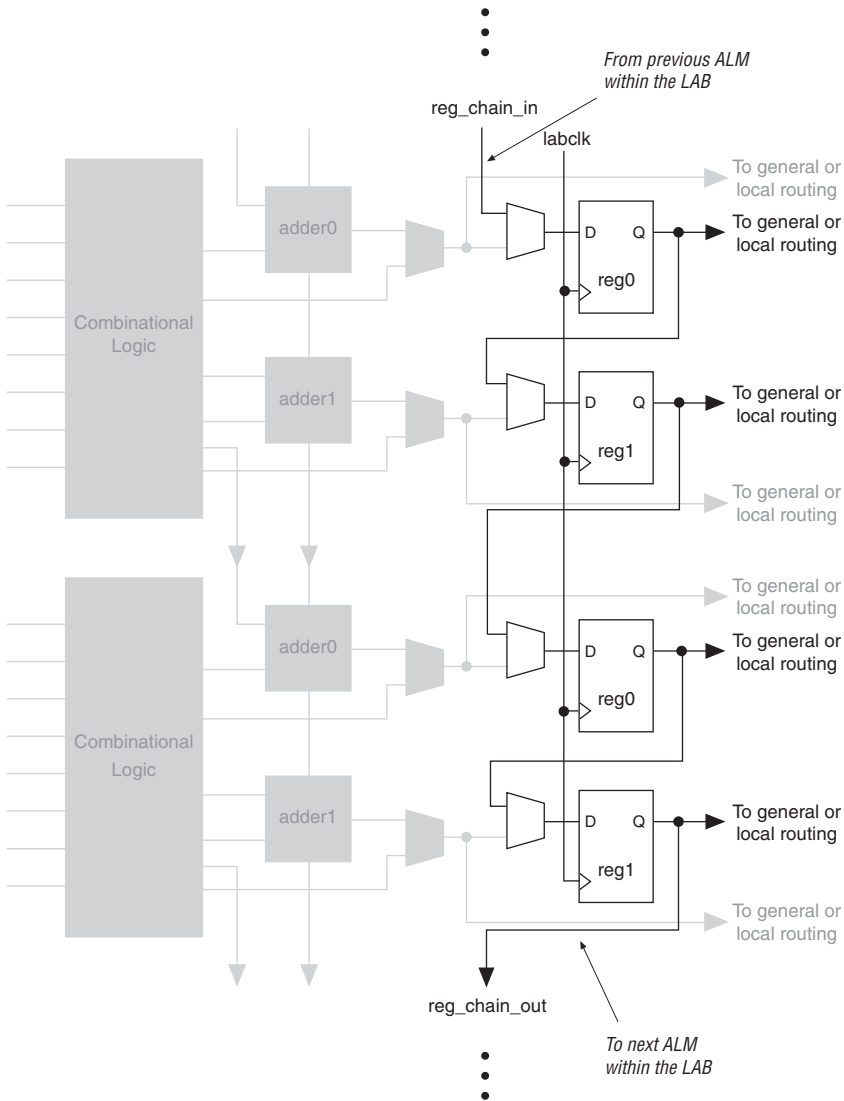 From previous ALM
within the LAB
reg_chain_in
labclk
To general or
local routing
adder0
D
Q
To general or
local routing
reg0
Combinational
Logic
adder1
D
Q
To general or
local routing
reg1
To general or
local routing
To general or
local routing
adder0
D
Q
To general or
local routing
reg0
Combinational
Logic
adder1
D
Q
To general or
local routing
reg1
To general or
local routing
reg_chain_out
To next ALM
within the LAB